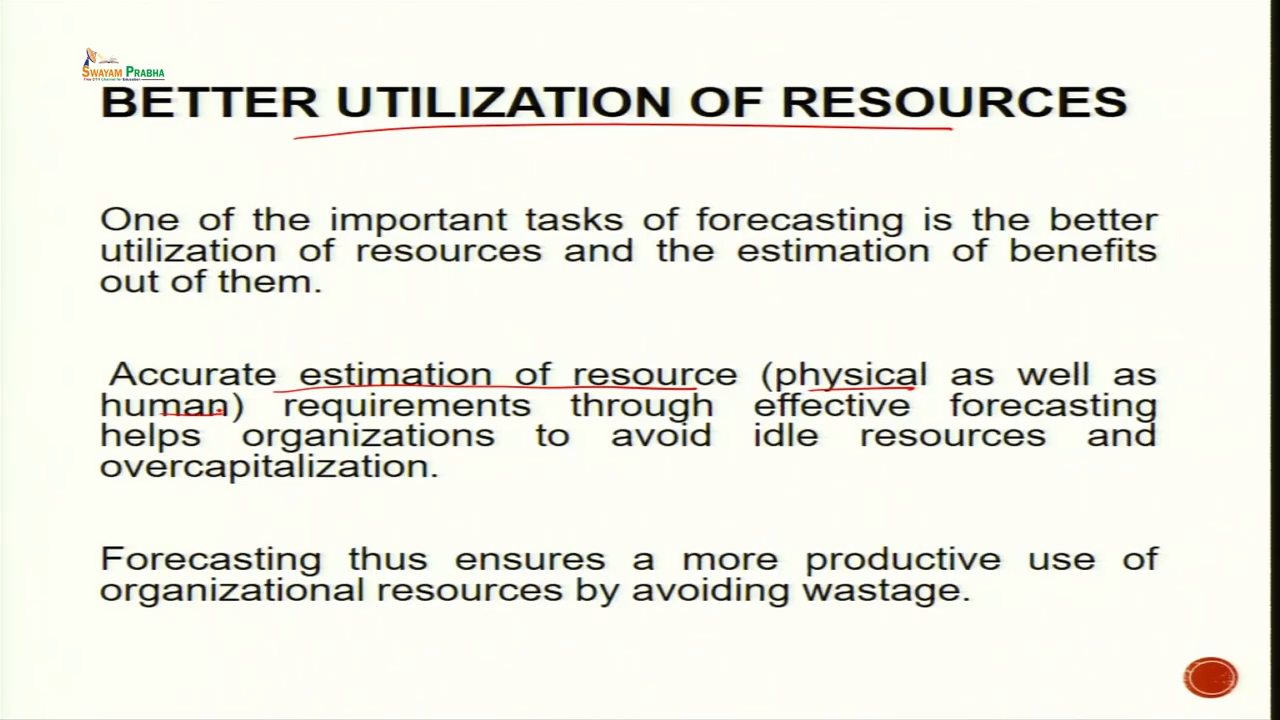 SWAYAM PRABHA
BETTER UTILIZATION OF RESOURCES
One of the important tasks of forecasting is the better
utilization of resources and the estimation of benefits
out of them.
Accurate estimation of resource (physical as well as
human) requirements through effective forecasting
helps organizations to avoid idle resources and
overcapitalization.
Forecasting thus ensures a more productive use of
organizational resources by avoiding wastage.